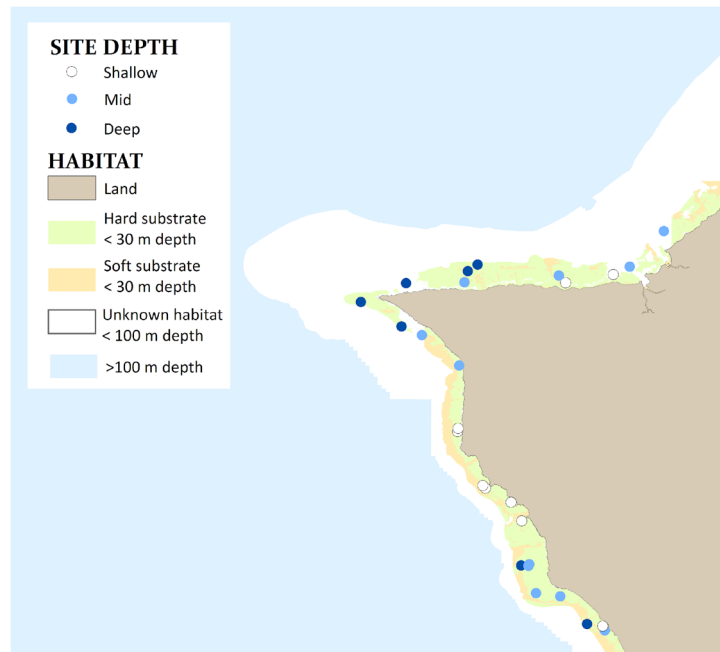 SITE DEPTH
Shallow
Mid
Deep
HABITAT
Land
Hard substrate
< 30 m depth
Soft substrate
< 30 m depth
Unknown habitat
< 100 m depth
>100 m depth